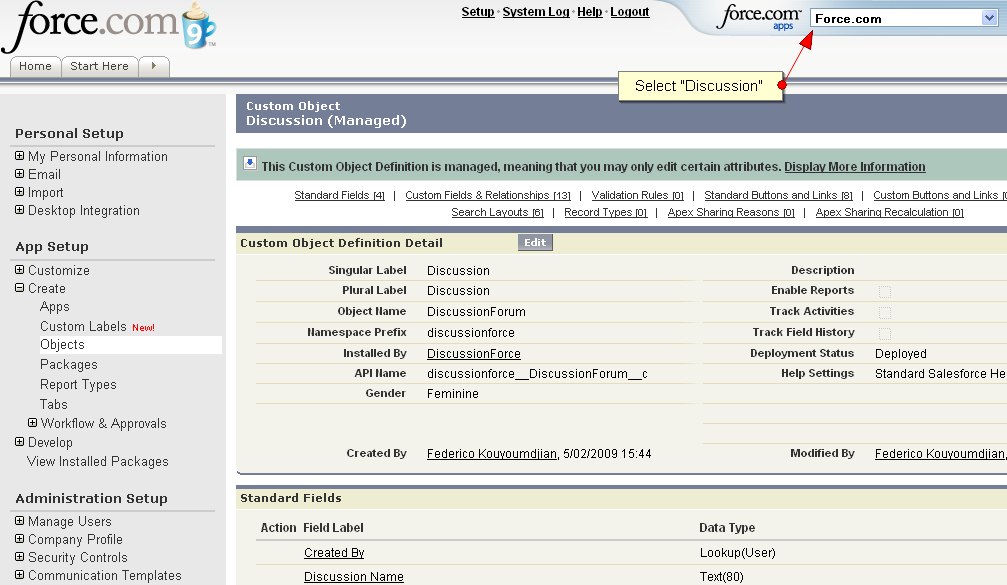 force.com 9 ™
Setup · System Log · Help · Logout
force.com apps
Force.com
Home
Start Here
Select "Discussion"
Personal Setup
My Personal Information
Email
Import
Desktop Integration
App Setup
Customize
Create
Apps
Custom Labels New!
Objects
Packages
Report Types
Tabs
Workflow & Approvals
Develop
View Installed Packages
Administration Setup
Manage Users
Company Profile
Security Controls
Communication Templates
Custom Object
Discussion (Managed)
This Custom Object Definition is managed, meaning that you may only edit certain attributes. Display More Information
Standard Fields [4] | Custom Fields & Relationships [13] | Validation Rules [0] | Standard Buttons and Links [8] | Custom Buttons and Links [0
Search Layouts [6] | Record Types [0] | Apex Sharing Reasons [0] | Apex Sharing Recalculation [0]
Custom Object Definition Detail Edit
Singular Label Discussion Description
Plural Label Discussion Enable Reports
Object Name DiscussionForum Track Activities
Namespace Prefix discussionforce Track Field History
Installed By DiscussionForce Deployment Status Deployed
API Name discussionforce__DiscussionForum__c Help Settings Standard Salesforce He
Gender Feminine
Created By Federico Kouyoumdjian, 5/02/2009 15:44 Modified By Federico Kouyoumdjian,
Standard Fields
Action Field Label Data Type
Created By Lookup(User)
Discussion Name Text(80)